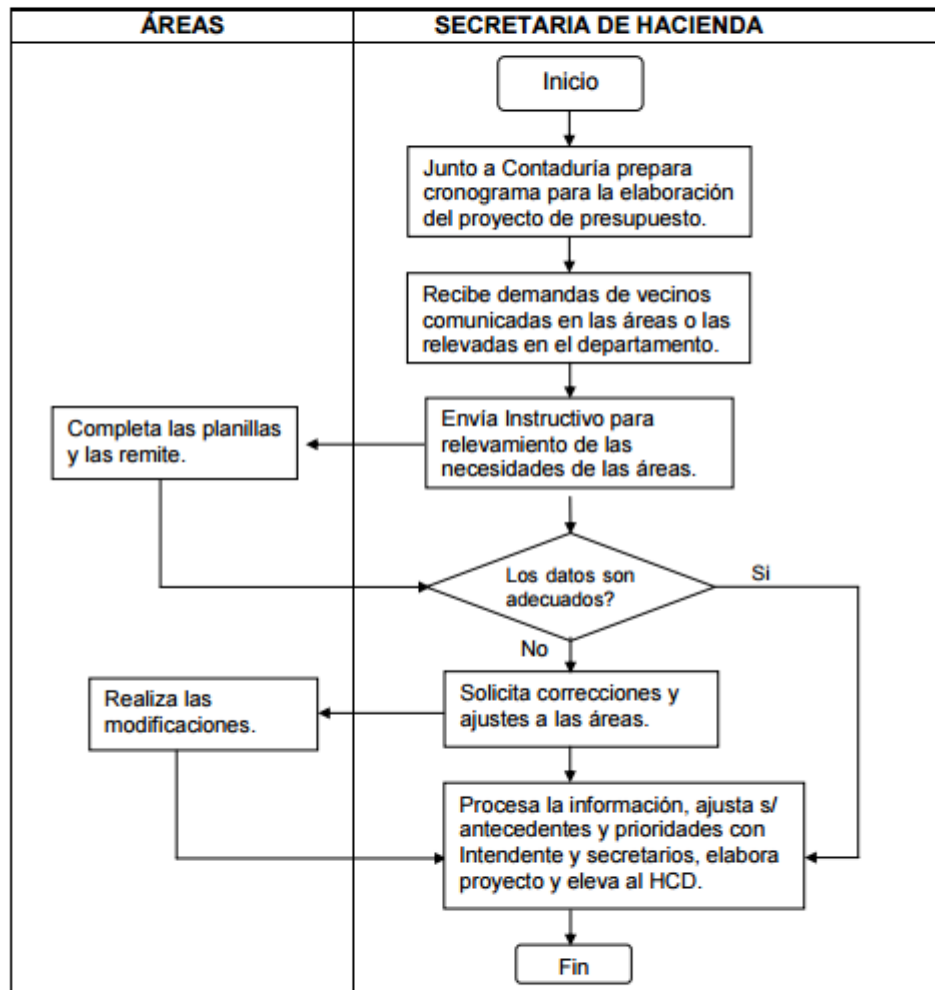 ÁREAS
SECRETARIA DE HACIENDA
Inicio
Junto a Contaduría prepara
cronograma para la elaboración
del proyecto de presupuesto.
Recibe demandas de vecinos
comunicadas en las áreas o las
relevadas en el departamento.
Envía Instructivo para
relevamiento de las
necesidades de las áreas.
Completa las planillas
y las remite.
Los datos son
adecuados?
Si
No
Solicita correcciones y
ajustes a las áreas.
Realiza las
modificaciones.
Procesa la información, ajusta s/
antecedentes y prioridades con
Intendente y secretarios, elabora
proyecto y eleva al HCD.
Fin